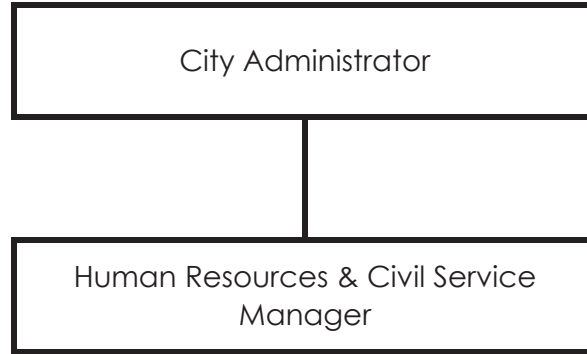 City Administrator
Human Resources & Civil Service
Manager